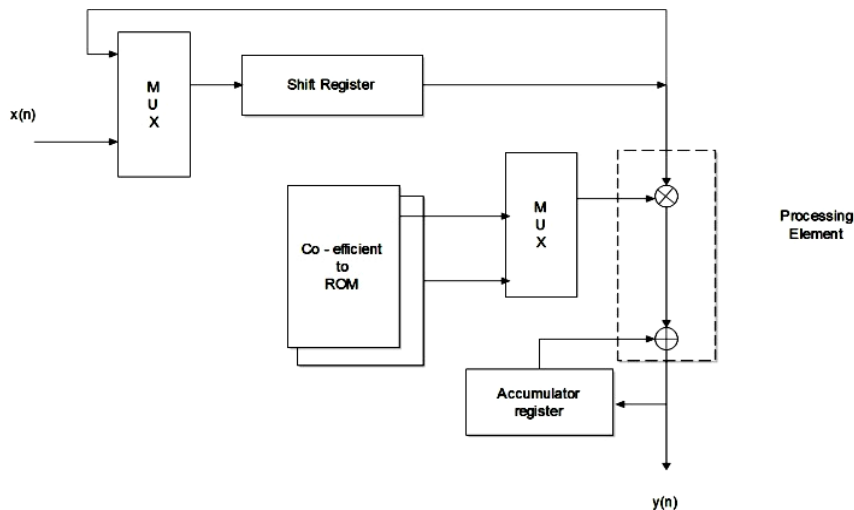 M
U
X
Shift Register
x(n)
M
U
X
Processing
Element
Co - efficient
to
ROM
Accumulator
register
y(n)